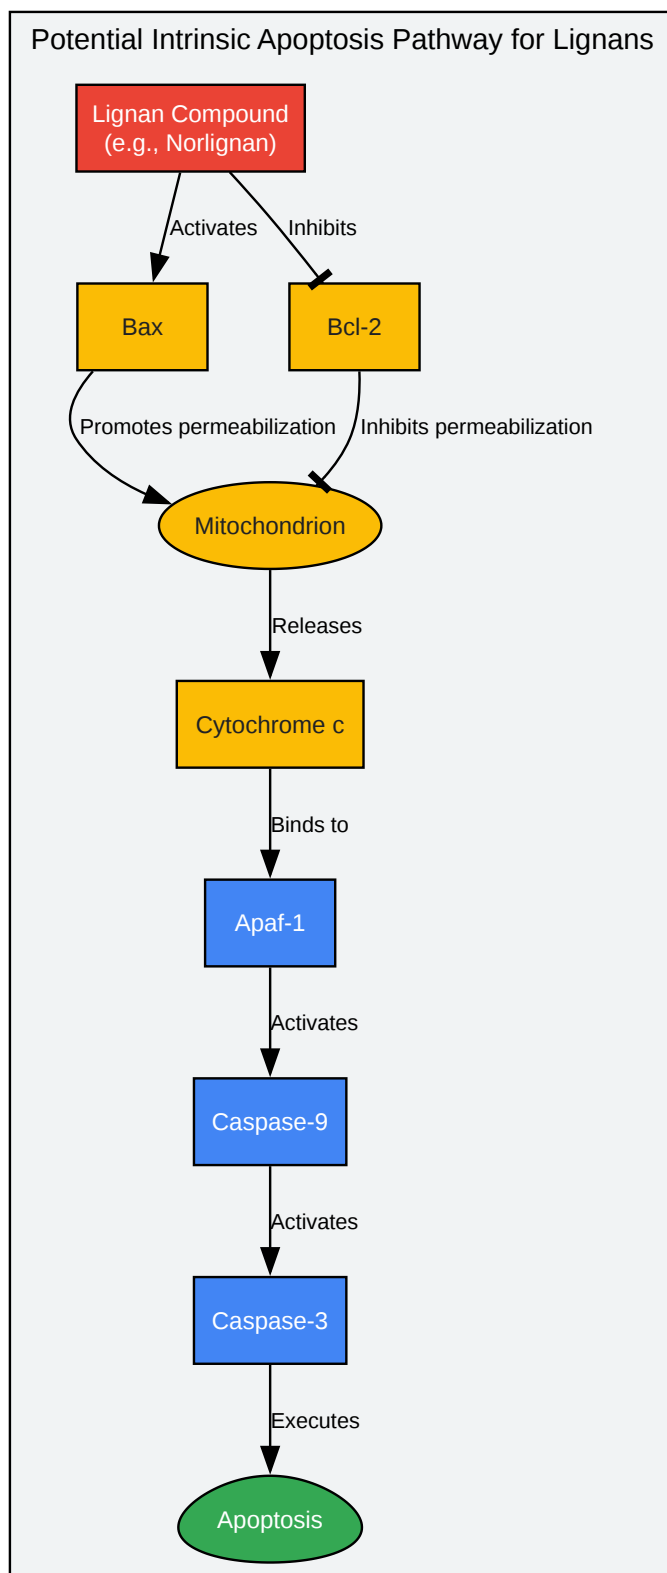 Potential Intrinsic Apoptosis Pathway for Lignans
Lignan Compound
(e.g., Norlignan)
Activates
Inhibits
Bax
Bcl-2
Promotes permeabilization
Inhibits permeabilization
Mitochondrion
Releases
Cytochrome c
Binds to
Apaf-1
Activates
Caspase-9
Activates
Caspase-3
Executes
Apoptosis